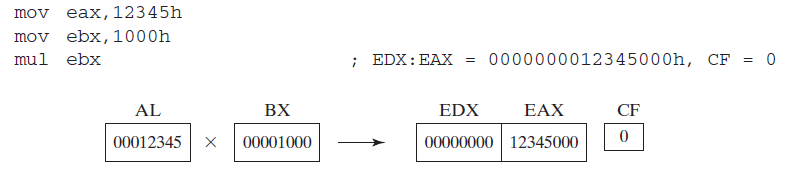 mov eax,12345h
mov ebx,1000h
mul ebx ; EDX:EAX = 0000000012345000h, CF = 0
AL BX EDX EAX CF
00012345 × 00001000 00000000 12345000 0